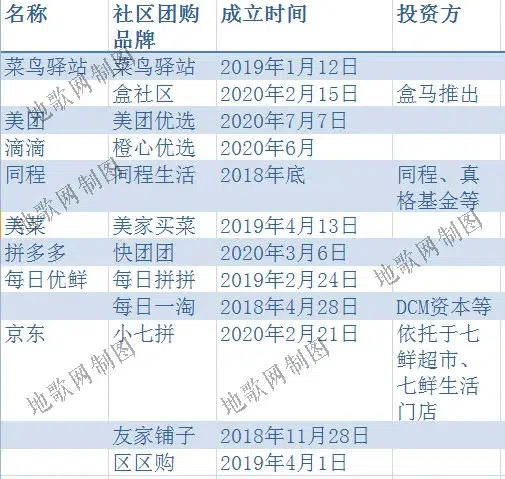 名称 社区团购品牌 成立时间 投资方
菜鸟驿站 菜鸟驿站 2019年1月12日
盒社区 2020年2月15日 盒马推出
美团 美团优选 2020年7月7日
滴滴 橙心优选 2020年6月
同程 同程生活 2018年底 同程、真格基金等
美菜 美家买菜 2019年4月13日
拼多多 快团团 2020年3月6日
每日优鲜 每日拼拼 2019年2月24日
每日一淘 2018年4月28日 DCM资本等
京东 小七拼 2020年2月21日 依托于七鲜超市、七鲜生活门店
友家铺子 2018年11月28日
区区购 2019年4月1日
地歌网制图
地歌网制图
地歌网制图
地歌网制图
地歌网制图